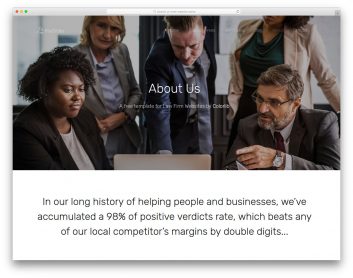 About Us
A free template for Law Firm Websites by Colorlib
In our long history of helping people and businesses, we've
accumulated a 98% of positive verdicts rate, which beats any
of our local competitor's margins by double digits...